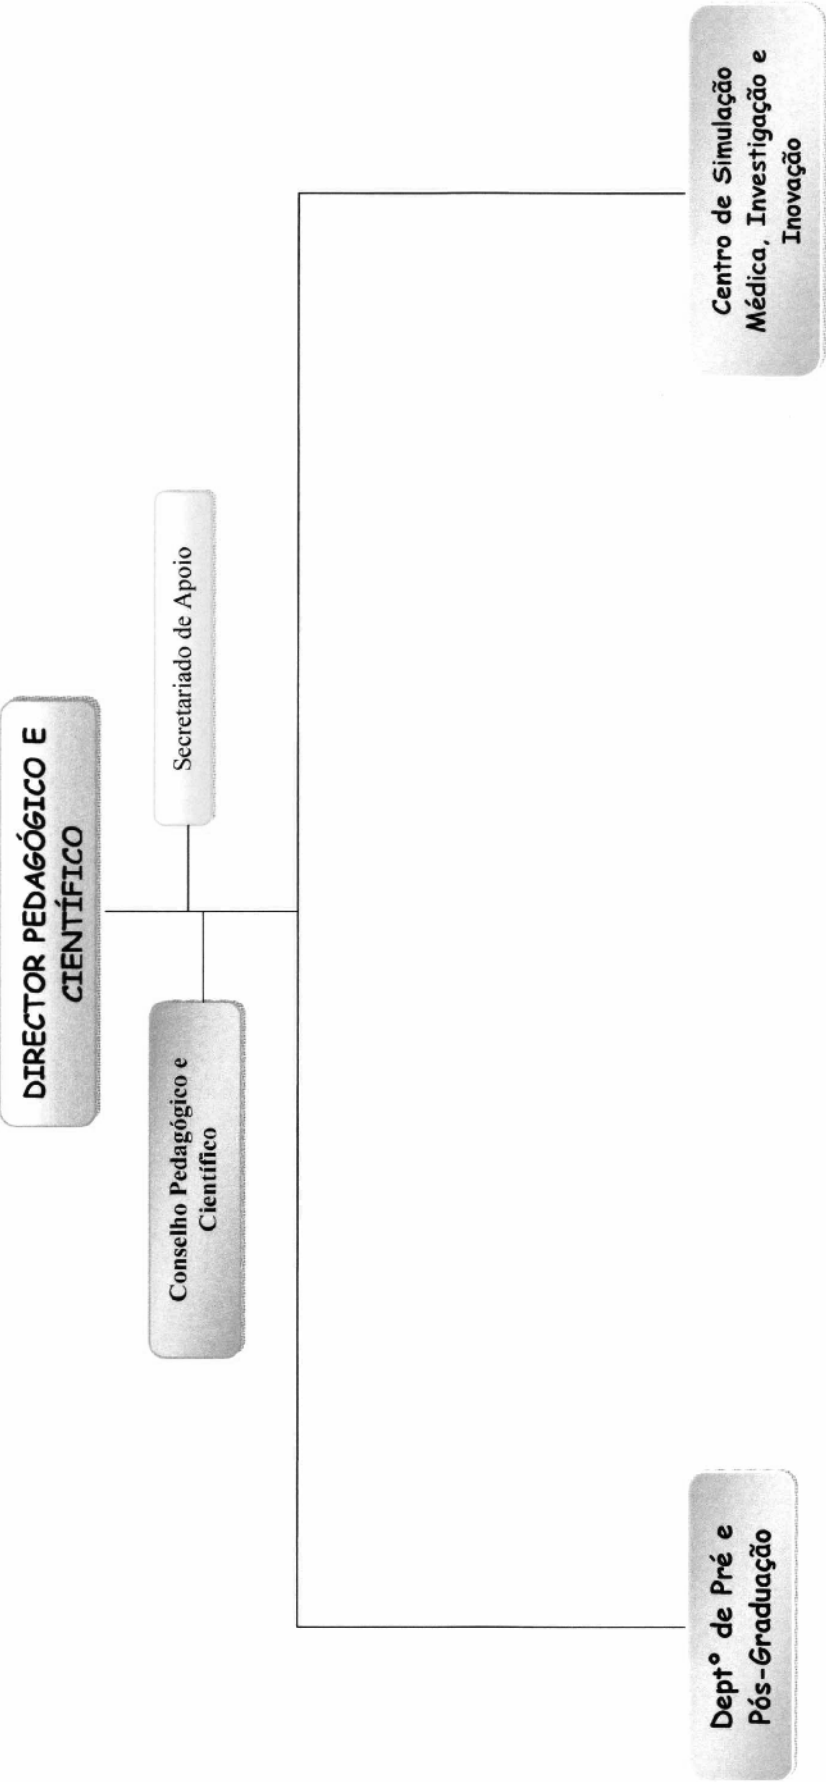 DIRECTOR PEDAGÓGICO E
CIENTÍFICO
Conselho Pedagógico e
Científico
Secretariado de Apoio
Deptº de Pré e
Pós-Graduação
Centro de Simulação
Médica, Investigação e
Inovação